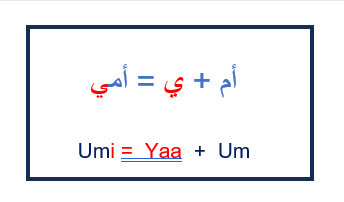 أم + ي = أمي
Umi = Yaa + Um